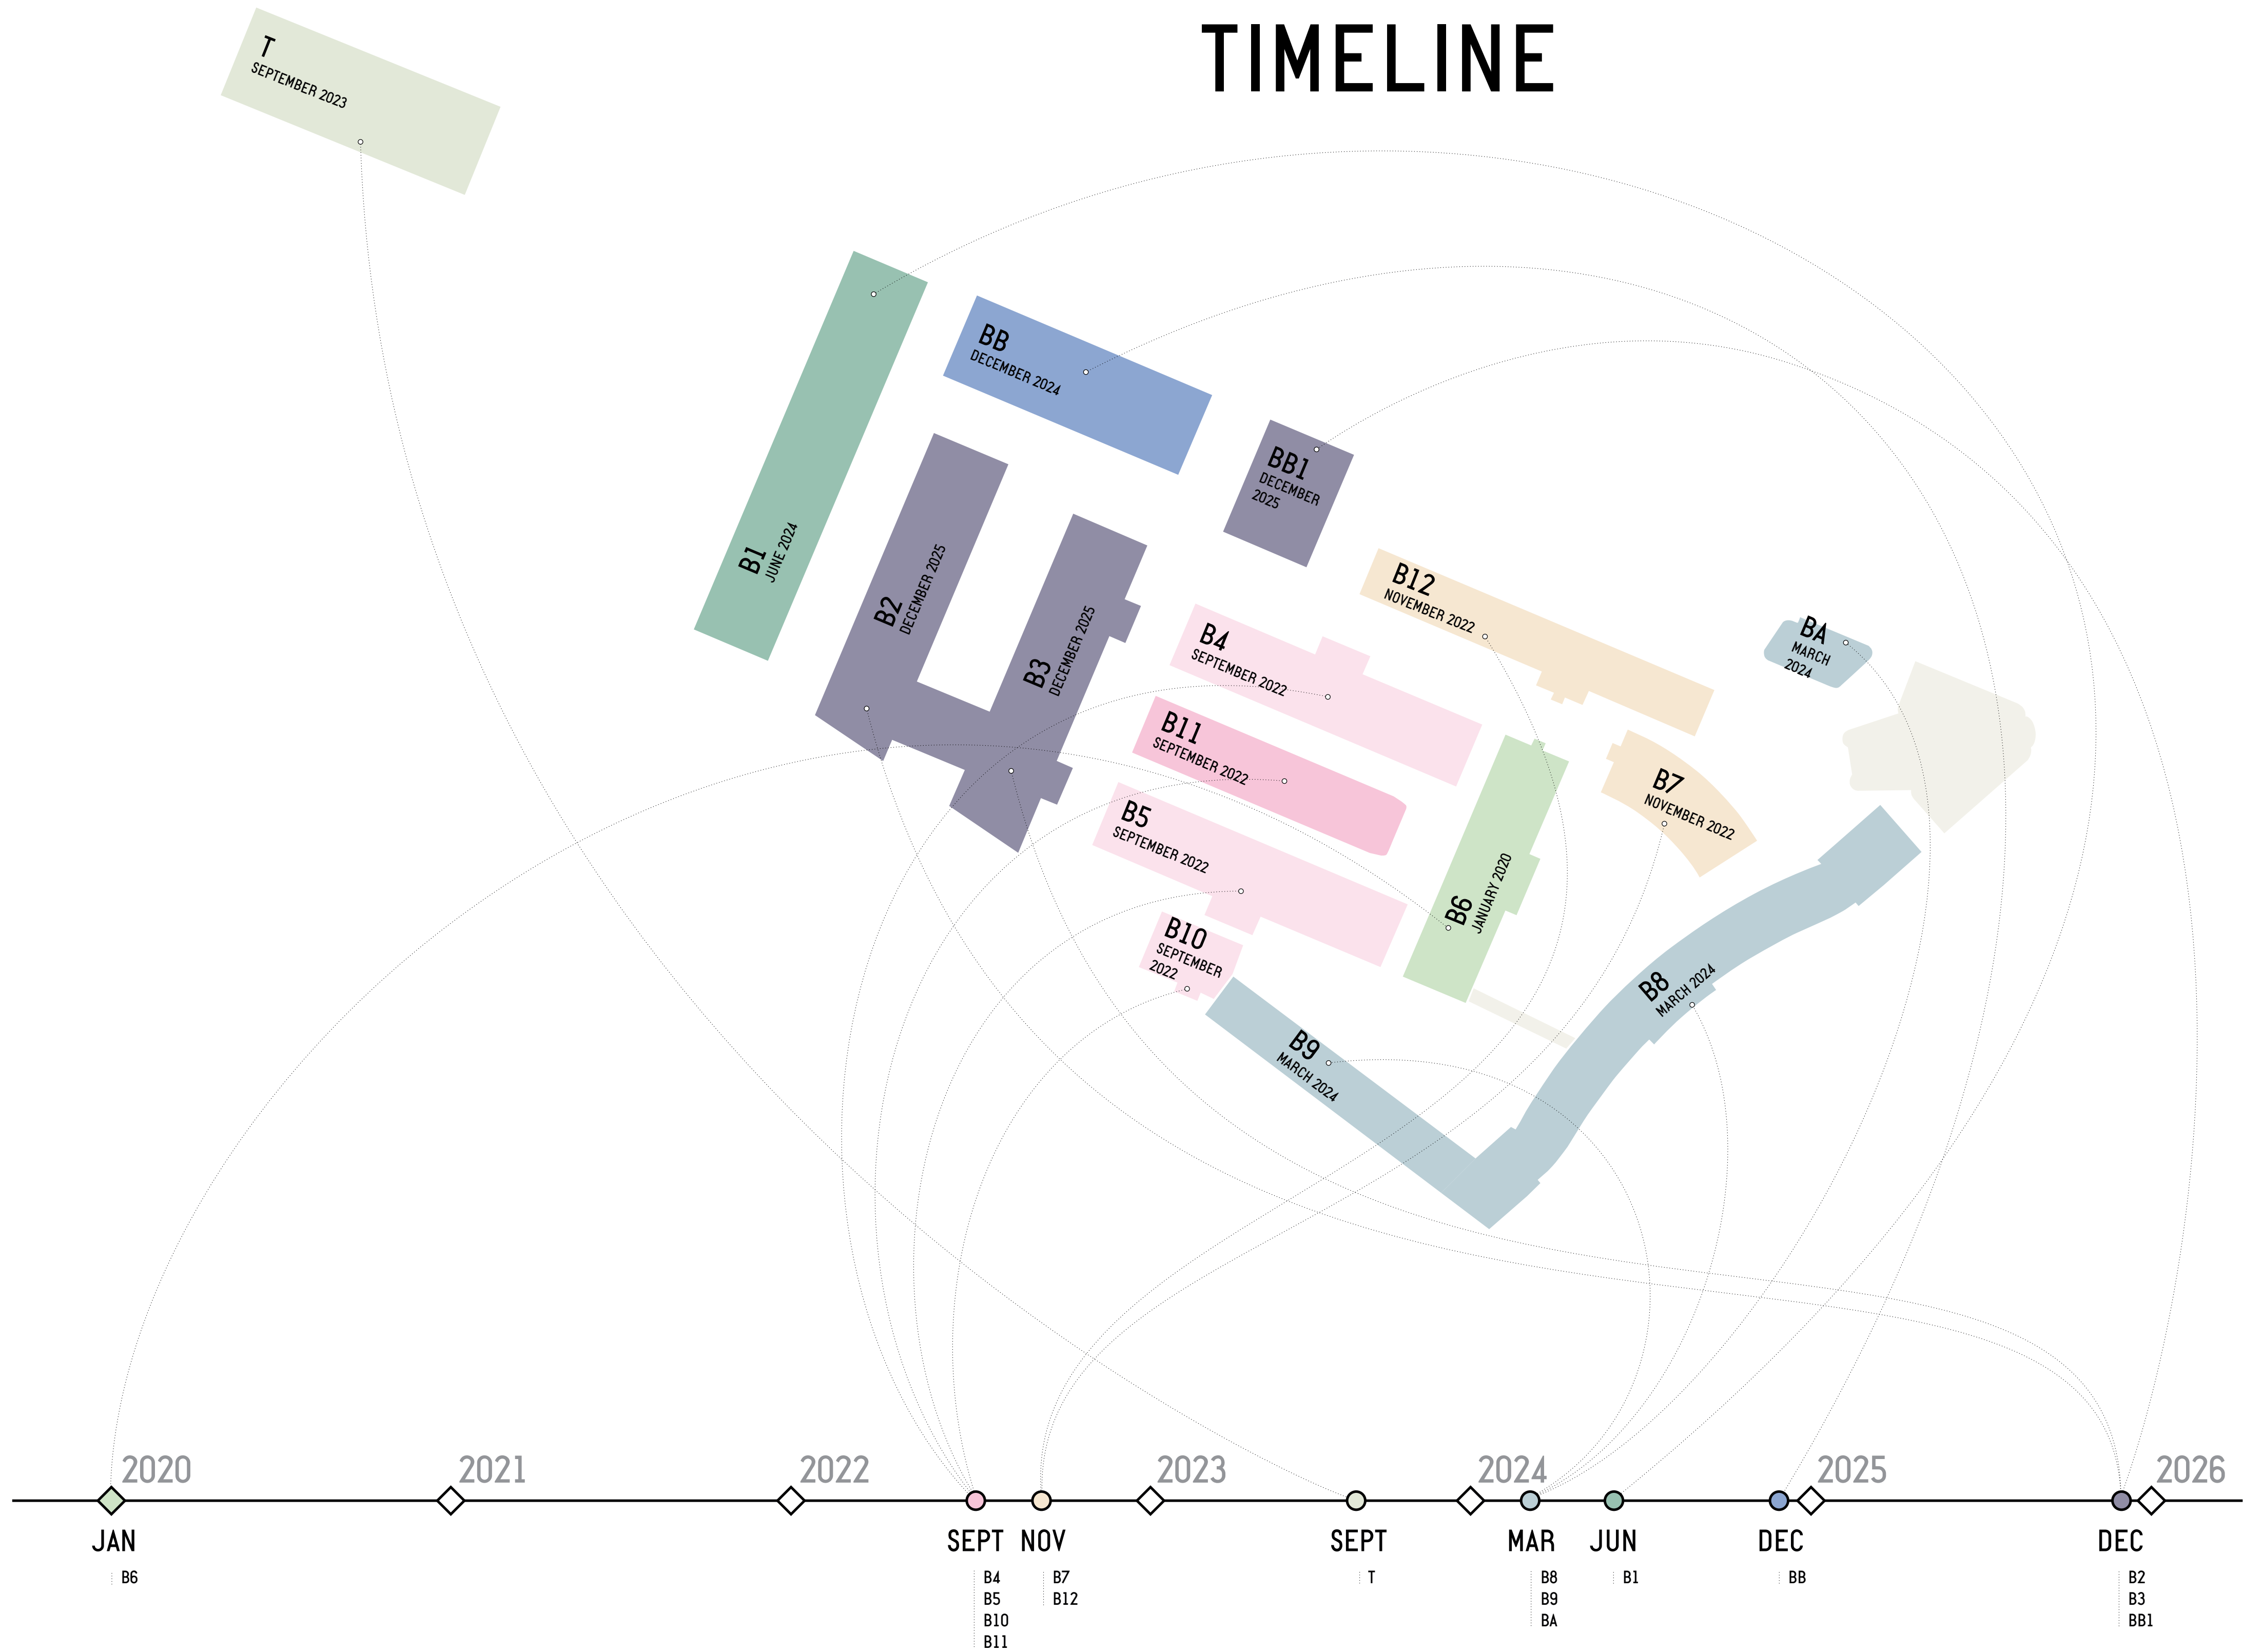 TIMELINE
T
SEPTEMBER 2023
BB
DECEMBER 2024
BB1
DECEMBER
2025
B1
JUNE 2024
B2
DECEMBER 2025
B3
DECEMBER 2025
B12
NOVEMBER 2022
BA
MARCH
2024
B4
SEPTEMBER 2022
B11
SEPTEMBER 2022
B7
NOVEMBER 2022
B5
SEPTEMBER 2022
B6
JANUARY 2020
B10
SEPTEMBER
2022
B8
MARCH 2024
B9
MARCH 2024
2020 2021 2022 2023 2024 2025 2026
JAN SEPT NOV SEPT MAR JUN DEC DEC
B6 B4 B7 T B8 B1 BB B2
B5 B12 B9 B3
B10 BA BB1
B11